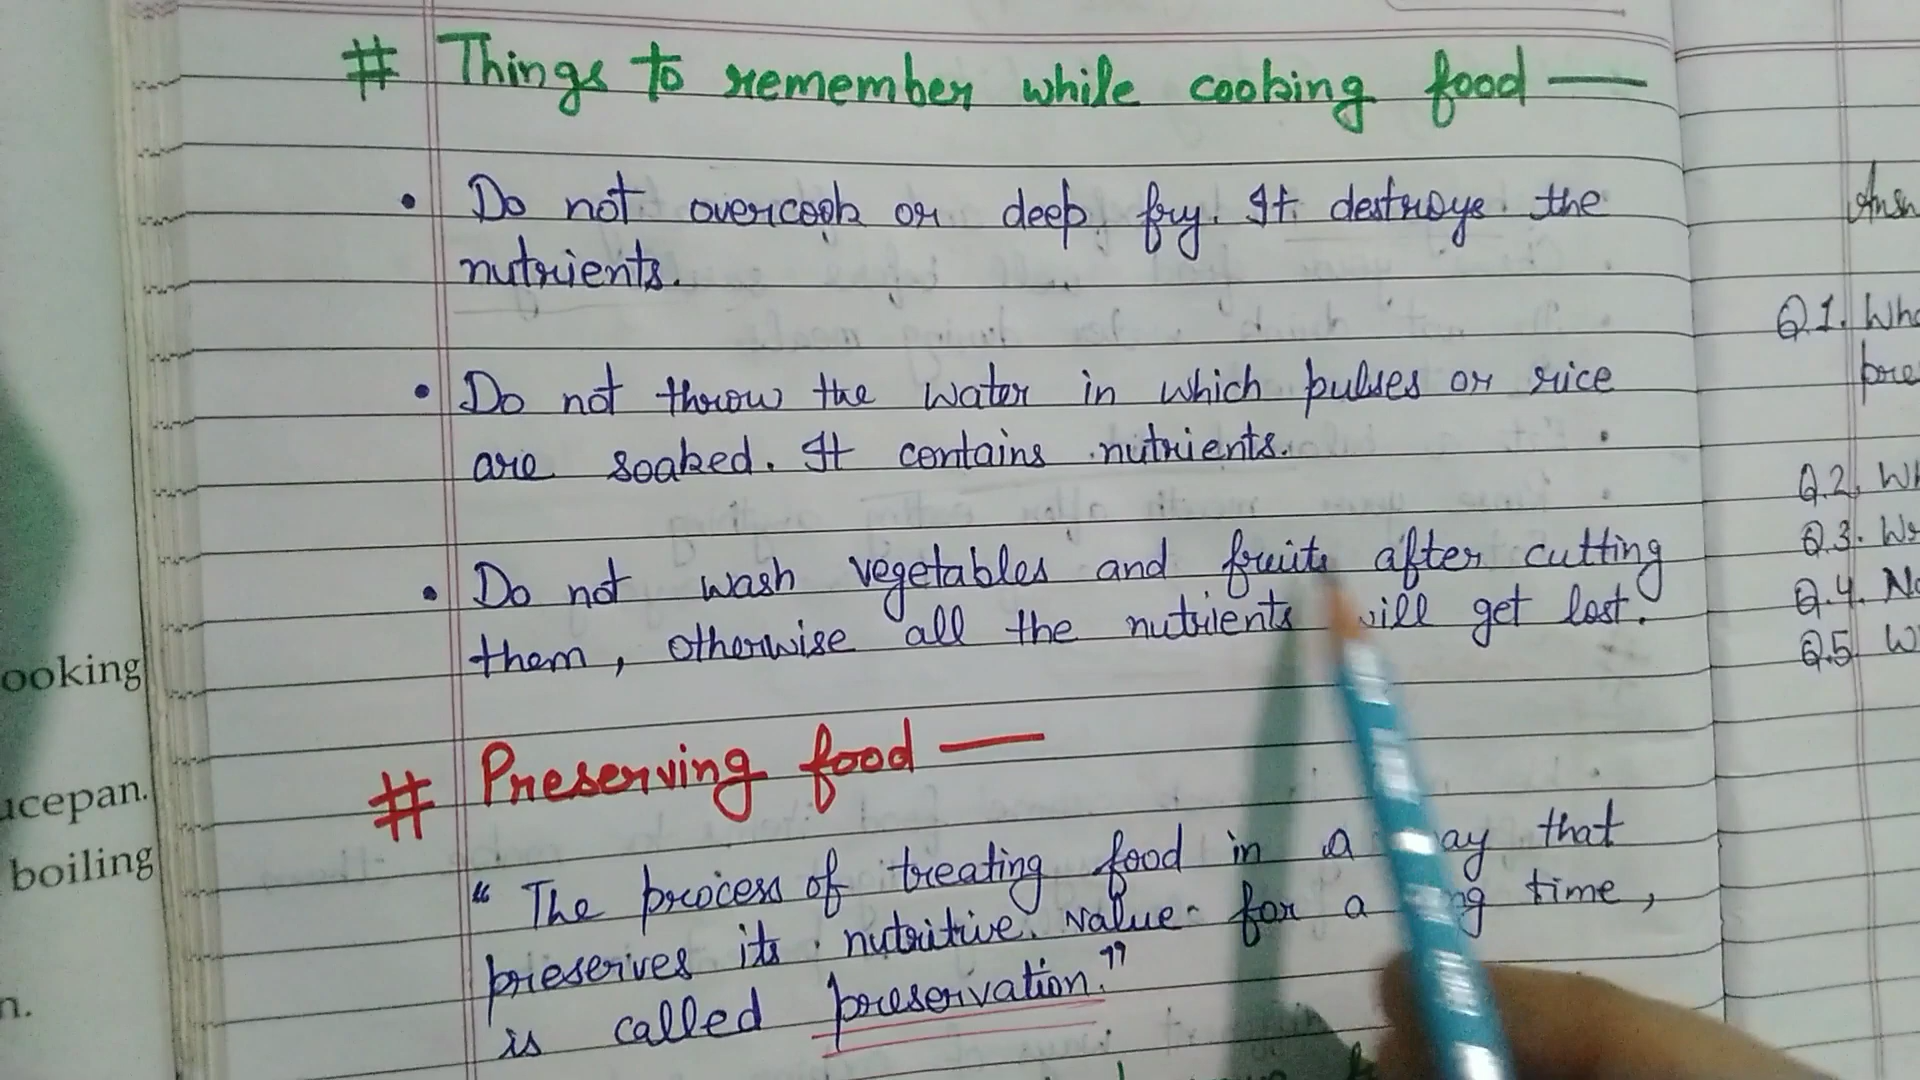 # Things to remember while cooking food —
• Do not overcook or deep fry. It destroys the
nutrients.
• Do not throw the water in which pulses or rice
are soaked. It contains nutrients.
• Do not wash vegetables and fruits after cutting
them, otherwise all the nutrients will get lost.
# Preserving food —
" The process of treating food in a that
preserves its nutritive value for a time,
is called preservation."
ooking
boiling
Q.1.
Q.2.
Q.3.
Q.4.
Q.5